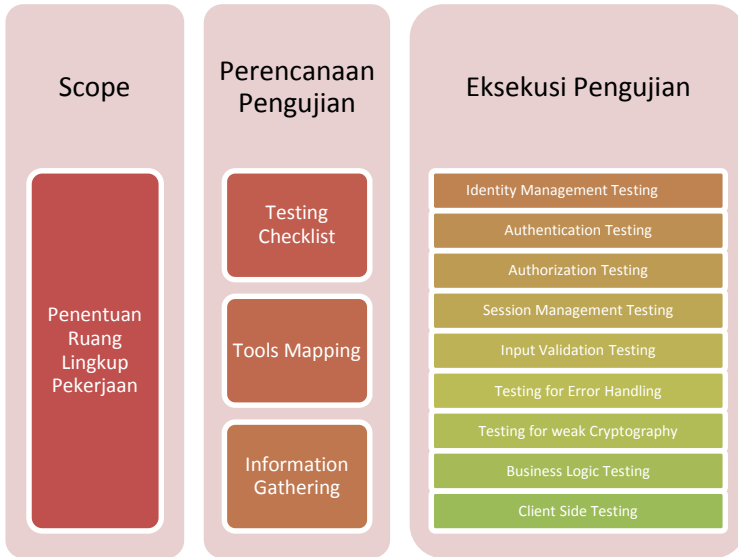 Scope
Penentuan
Ruang
Lingkup
Pekerjaan
Perencanaan
Pengujian
Testing
Checklist
Tools Mapping
Information
Gathering
Eksekusi Pengujian
Identity Management Testing
Authentication Testing
Authorization Testing
Session Management Testing
Input Validation Testing
Testing for Error Handling
Testing for weak Cryptography
Business Logic Testing
Client Side Testing